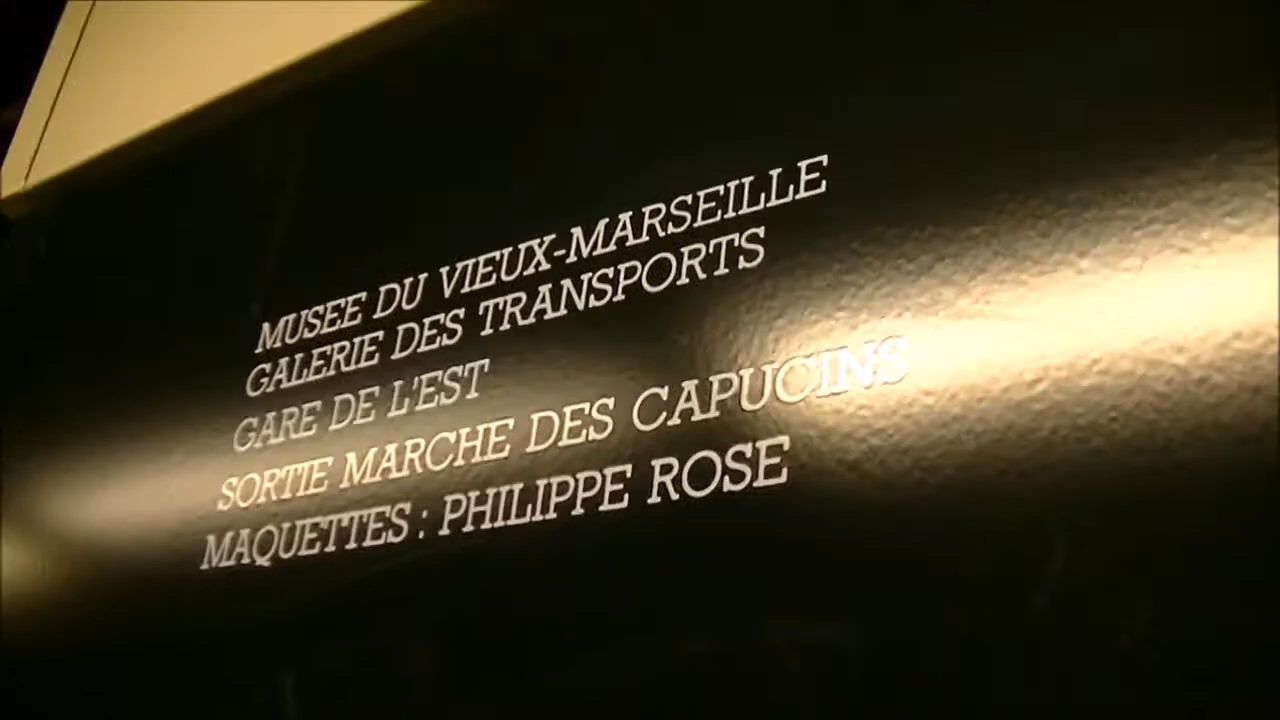 MUSEE DU VIEUX-MARSEILLE
GALERIE DES TRANSPORTS
GARE DE L'EST
SORTIE MARCHE DES CAPUCINS
MAQUETTES : PHILIPPE ROSE